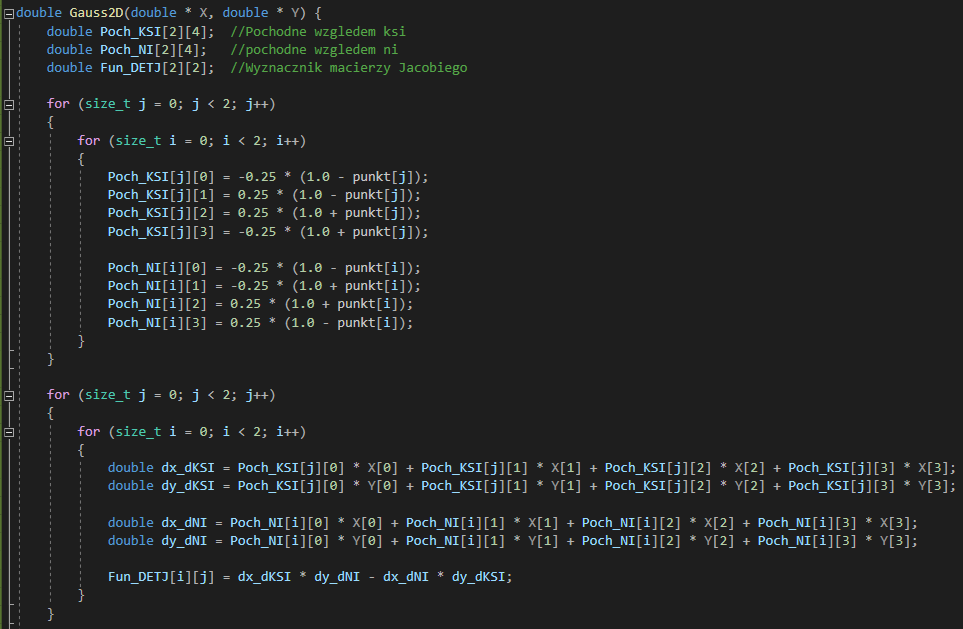 double Gauss2D(double * X, double * Y) {
double Poch_KSI[2][4]; //Pochodne wzgledem ksi
double Poch_NI[2][4]; //pochodne wzgledem ni
double Fun_DETJ[2][2]; //Wyznacznik macierzy Jacobiego
for (size_t j = 0; j < 2; j++)
{
for (size_t i = 0; i < 2; i++)
{
Poch_KSI[j][0] = -0.25 * (1.0 - punkt[j]);
Poch_KSI[j][1] = 0.25 * (1.0 - punkt[j]);
Poch_KSI[j][2] = 0.25 * (1.0 + punkt[j]);
Poch_KSI[j][3] = -0.25 * (1.0 + punkt[j]);
Poch_NI[i][0] = -0.25 * (1.0 - punkt[i]);
Poch_NI[i][1] = -0.25 * (1.0 + punkt[i]);
Poch_NI[i][2] = 0.25 * (1.0 + punkt[i]);
Poch_NI[i][3] = 0.25 * (1.0 - punkt[i]);
}
}
for (size_t j = 0; j < 2; j++)
{
for (size_t i = 0; i < 2; i++)
{
double dx_dKSI = Poch_KSI[j][0] * X[0] + Poch_KSI[j][1] * X[1] + Poch_KSI[j][2] * X[2] + Poch_KSI[j][3] * X[3];
double dy_dKSI = Poch_KSI[j][0] * Y[0] + Poch_KSI[j][1] * Y[1] + Poch_KSI[j][2] * Y[2] + Poch_KSI[j][3] * Y[3];
double dx_dNI = Poch_NI[i][0] * X[0] + Poch_NI[i][1] * X[1] + Poch_NI[i][2] * X[2] + Poch_NI[i][3] * X[3];
double dy_dNI = Poch_NI[i][0] * Y[0] + Poch_NI[i][1] * Y[1] + Poch_NI[i][2] * Y[2] + Poch_NI[i][3] * Y[3];
Fun_DETJ[i][j] = dx_dKSI * dy_dNI - dx_dNI * dy_dKSI;
}
}